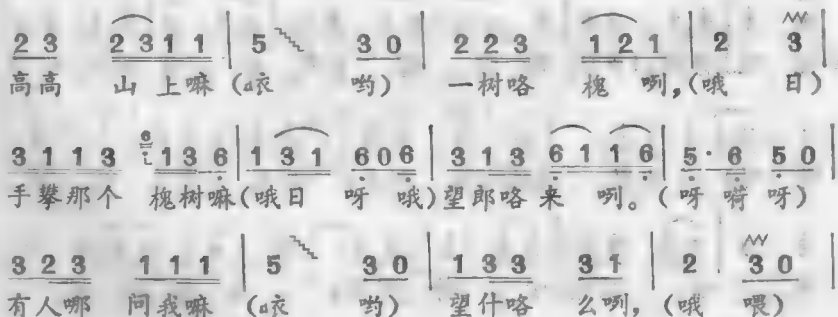 2 3 2 3 1 1 | 5 3 0 | 2 2 3 1 2 1 | 2 3 |
高高 山 上嘛 (衣 哟) 一树咯 槐 咧,(哦 日)
3 1 1 3 1 3 6 | 1 3 1 6 0 6 | 3 1 3 6 1 1 6 | 5 · 6 5 0 |
手攀那个 槐树嘛(哦日 呀 哦)望郎咯来 咧。(呀 嗬 呀)
3 2 3 1 1 1 | 5 3 0 | 1 3 3 3 1 | 2 . 3 0 |
有人哪 问我嘛 (衣 哟) 望什咯 么咧,(哦 喂)